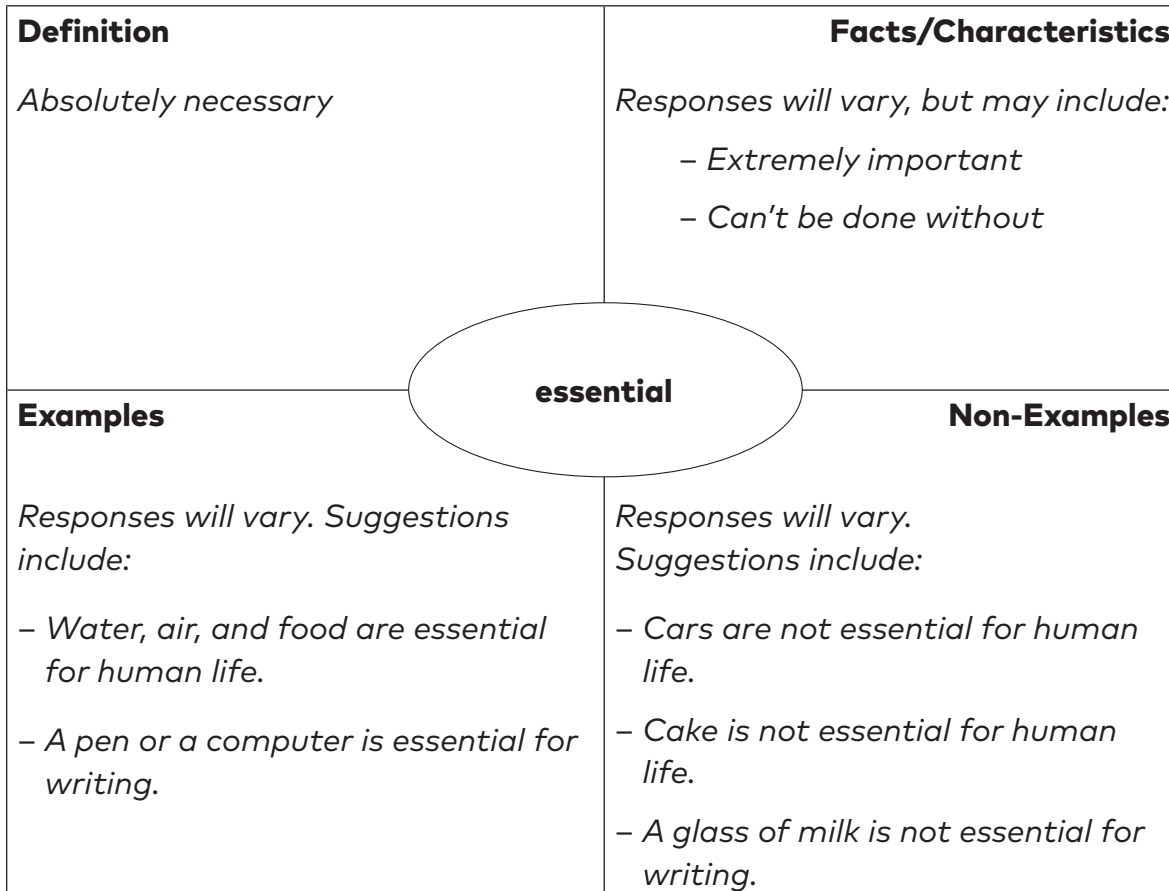 Definition
Absolutely necessary
Facts/Characteristics
Responses will vary, but may include:
– Extremely important
– Can't be done without
essential
Examples
Responses will vary. Suggestions
include:
– Water, air, and food are essential
for human life.
– A pen or a computer is essential for
writing.
Non-Examples
Responses will vary.
Suggestions include:
– Cars are not essential for human
life.
– Cake is not essential for human
life.
– A glass of milk is not essential for
writing.